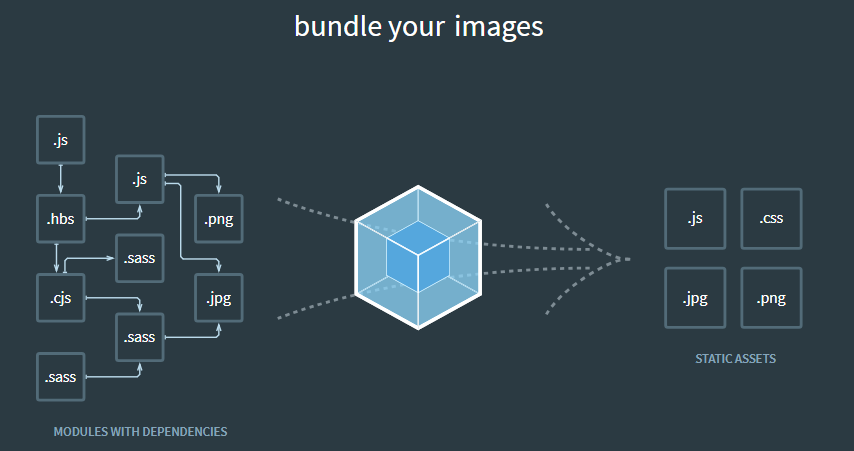 bundle your images
.js
.js
.hbs
.png
.sass
.cjs
.jpg
.sass
.sass
MODULES WITH DEPENDENCIES
.js
.css
.jpg
.png
STATIC ASSETS